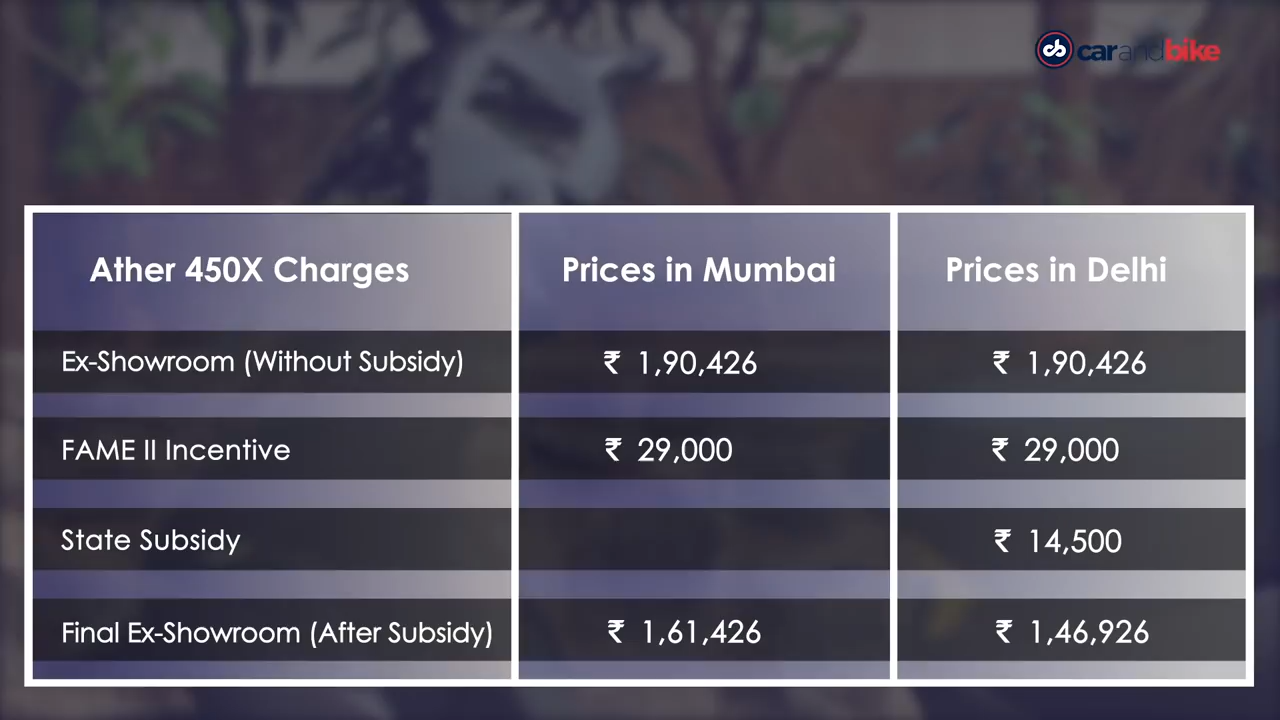 carandbike
Ather 450X Charges Prices in Mumbai Prices in Delhi
Ex-Showroom (Without Subsidy) ₹ 1,90,426 ₹ 1,90,426
FAME II Incentive ₹ 29,000 ₹ 29,000
State Subsidy ₹ 14,500
Final Ex-Showroom (After Subsidy) ₹ 1,61,426 ₹ 1,46,926